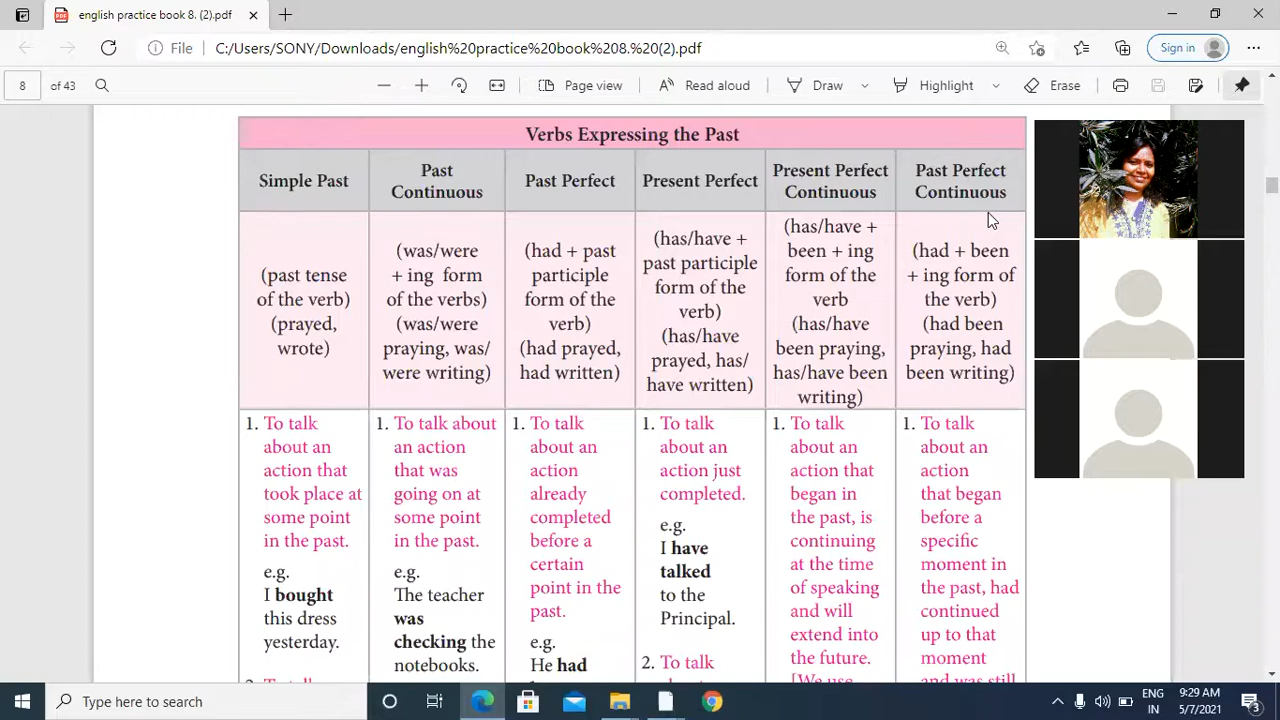 english practice book 8. (2).pdf
File
C:/Users/SONY/Downloads/english%20practice%20book%208.%20(2).pdf
Sign in
8
of 43
Page view
Read aloud
Draw
Highlight
Erase
Verbs Expressing the Past
Simple Past
Past
Continuous
Past Perfect
Present Perfect
Present Perfect
Continuous
Past Perfect
Continuous
(past tense
of the verb)
(prayed,
wrote)
(was/were
+ ing form
of the verbs)
(was/were
praying, was/
were writing)
(had + past
participle
form of the
verb)
(had prayed,
had written)
(has/have +
past participle
form of the
verb)
(has/have
prayed, has/
have written)
(has/have +
been + ing
form of the
verb
(has/have
been praying,
has/have been
writing)
(had + been
+ ing form of
the verb)
(had been
praying, had
been writing)
1. To talk
about an
action that
took place at
some point
in the past.
e.g.
I bought
this dress
yesterday.
1. To talk about
an action
that was
going on at
some point
in the past.
e.g.
The teacher
was
checking the
notebooks.
1. To talk
about an
action
already
completed
before a
certain
point in the
past.
e.g.
He had
1. To talk
about an
action just
completed.
e.g.
I have
talked
to the
Principal.
2. To talk
1. To talk
about an
action that
began in
the past, is
continuing
at the time
of speaking
and will
extend into
the future.
[We use
1. To talk
about an
action
that began
before a
specific
moment in
the past, had
continued
up to that
moment
and was still
Type here to search
ENG
IN
9:29 AM
5/7/2021
3